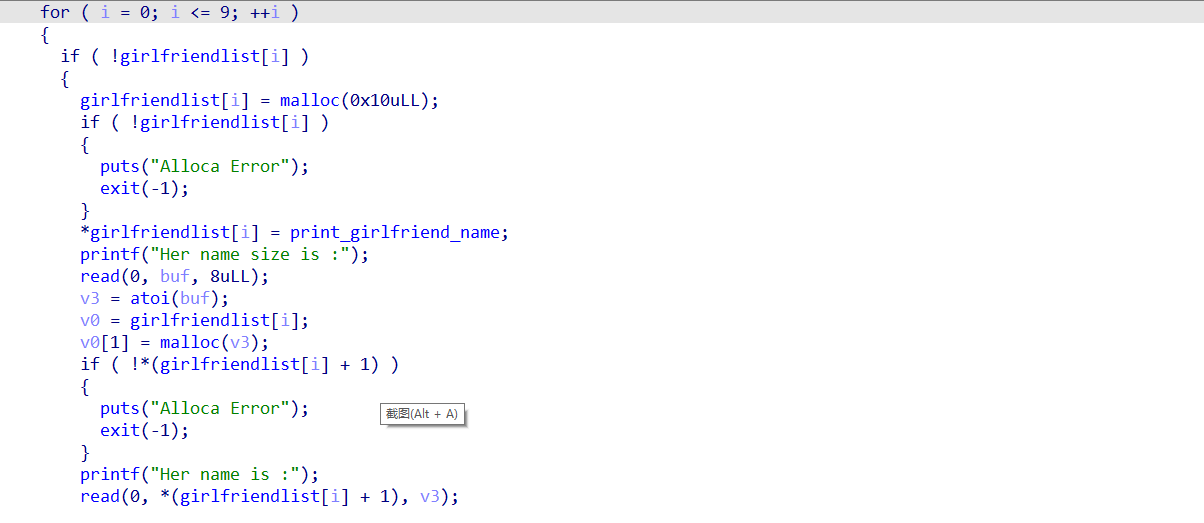 for ( i = 0; i <= 9; ++i )
{
if ( !girlfriendlist[i] )
{
girlfriendlist[i] = malloc(0x10uLL);
if ( !girlfriendlist[i] )
{
puts("Alloca Error");
exit(-1);
}
*girlfriendlist[i] = print_girlfriend_name;
printf("Her name size is :");
read(0, buf, 8uLL);
v3 = atoi(buf);
v0 = girlfriendlist[i];
v0[1] = malloc(v3);
if ( !*(girlfriendlist[i] + 1) )
{
puts("Alloca Error");
截图(Alt + A)
exit(-1);
}
printf("Her name is :");
read(0, *(girlfriendlist[i] + 1), v3);